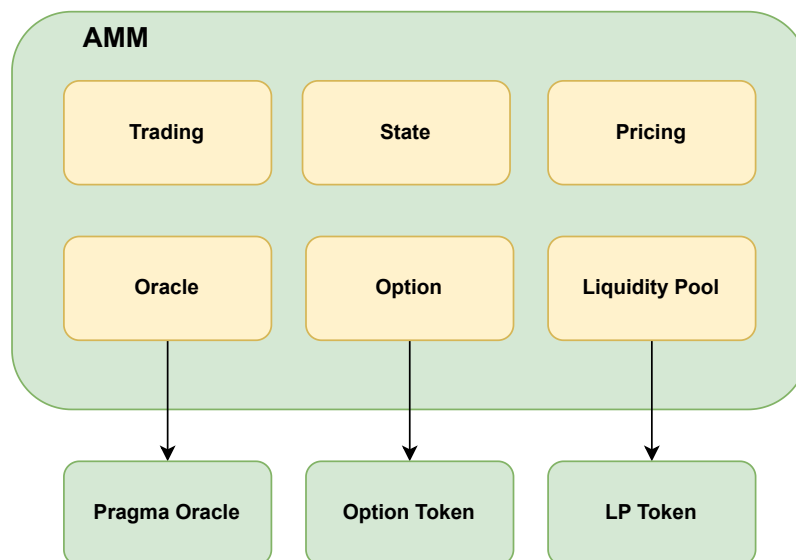 AMM
Trading
State
Pricing
Oracle
Option
Liquidity Pool
Pragma Oracle
Option Token
LP Token